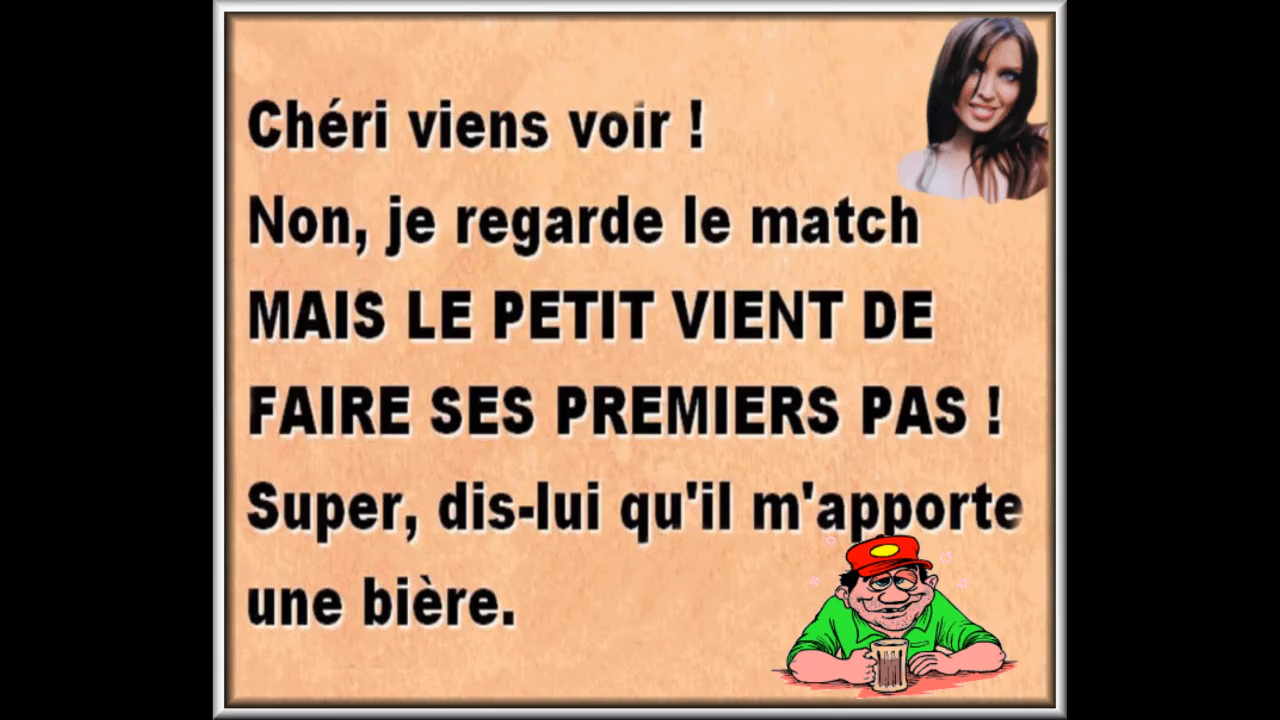 Chéri viens voir !
Non, je regarde le match
MAIS LE PETIT VIENT DE
FAIRE SES PREMIERS PAS !
Super, dis-lui qu'il m'apporte
une bière.